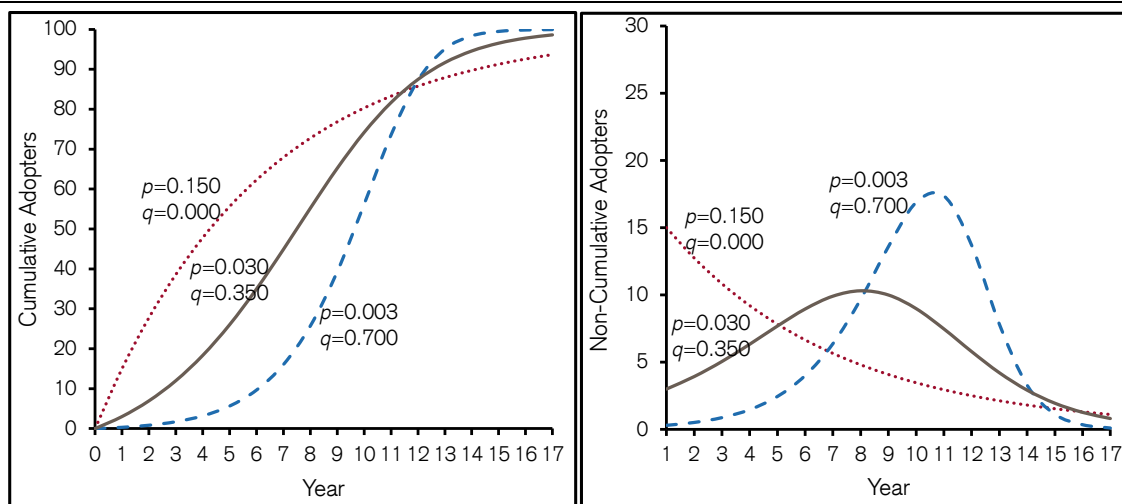 Cumulative Adopters
100
90
80
70
60
50
40
30
20
10
0
p=0.150
q=0.000
p=0.030
q=0.350
p=0.003
q=0.700
0 1 2 3 4 5 6 7 8 9 10 11 12 13 14 15 16 17
Year
Non-Cumulative Adopters
30
25
20
15
10
5
0
p=0.003
q=0.700
p=0.150
q=0.000
p=0.030
q=0.350
1 2 3 4 5 6 7 8 9 10 11 12 13 14 15 16 17
Year